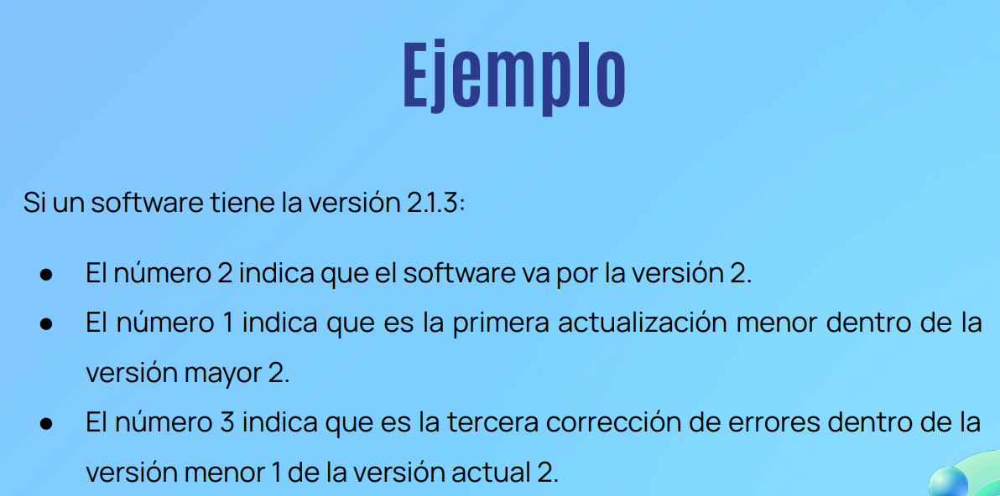 Ejemplo
Si un software tiene la versión 2.1.3:
● El número 2 indica que el software va por la versión 2.
● El número 1 indica que es la primera actualización menor dentro de la
versión mayor 2.
● El número 3 indica que es la tercera corrección de errores dentro de la
versión menor 1 de la versión actual 2.